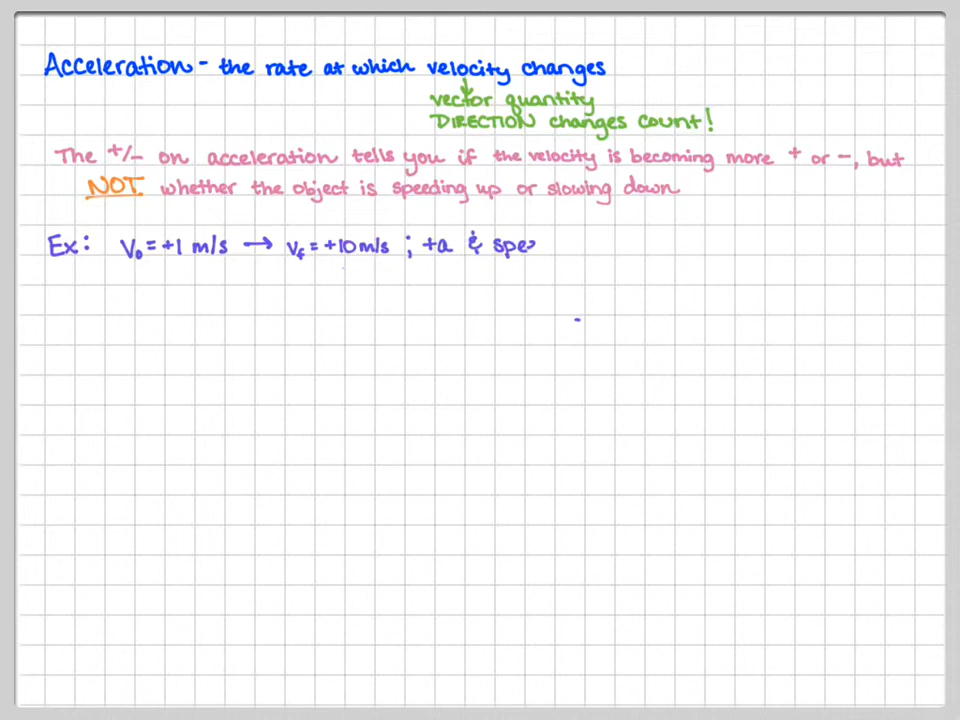 Acceleration - the rate at which velocity changes
vector quantity
DIRECTION changes count!
The +/- on acceleration tells you if the velocity is becoming more + or -, but
NOT whether the object is speeding up or slowing down
Ex: V₀ = +1 m/s → Vf = +10 m/s ; +a & spe